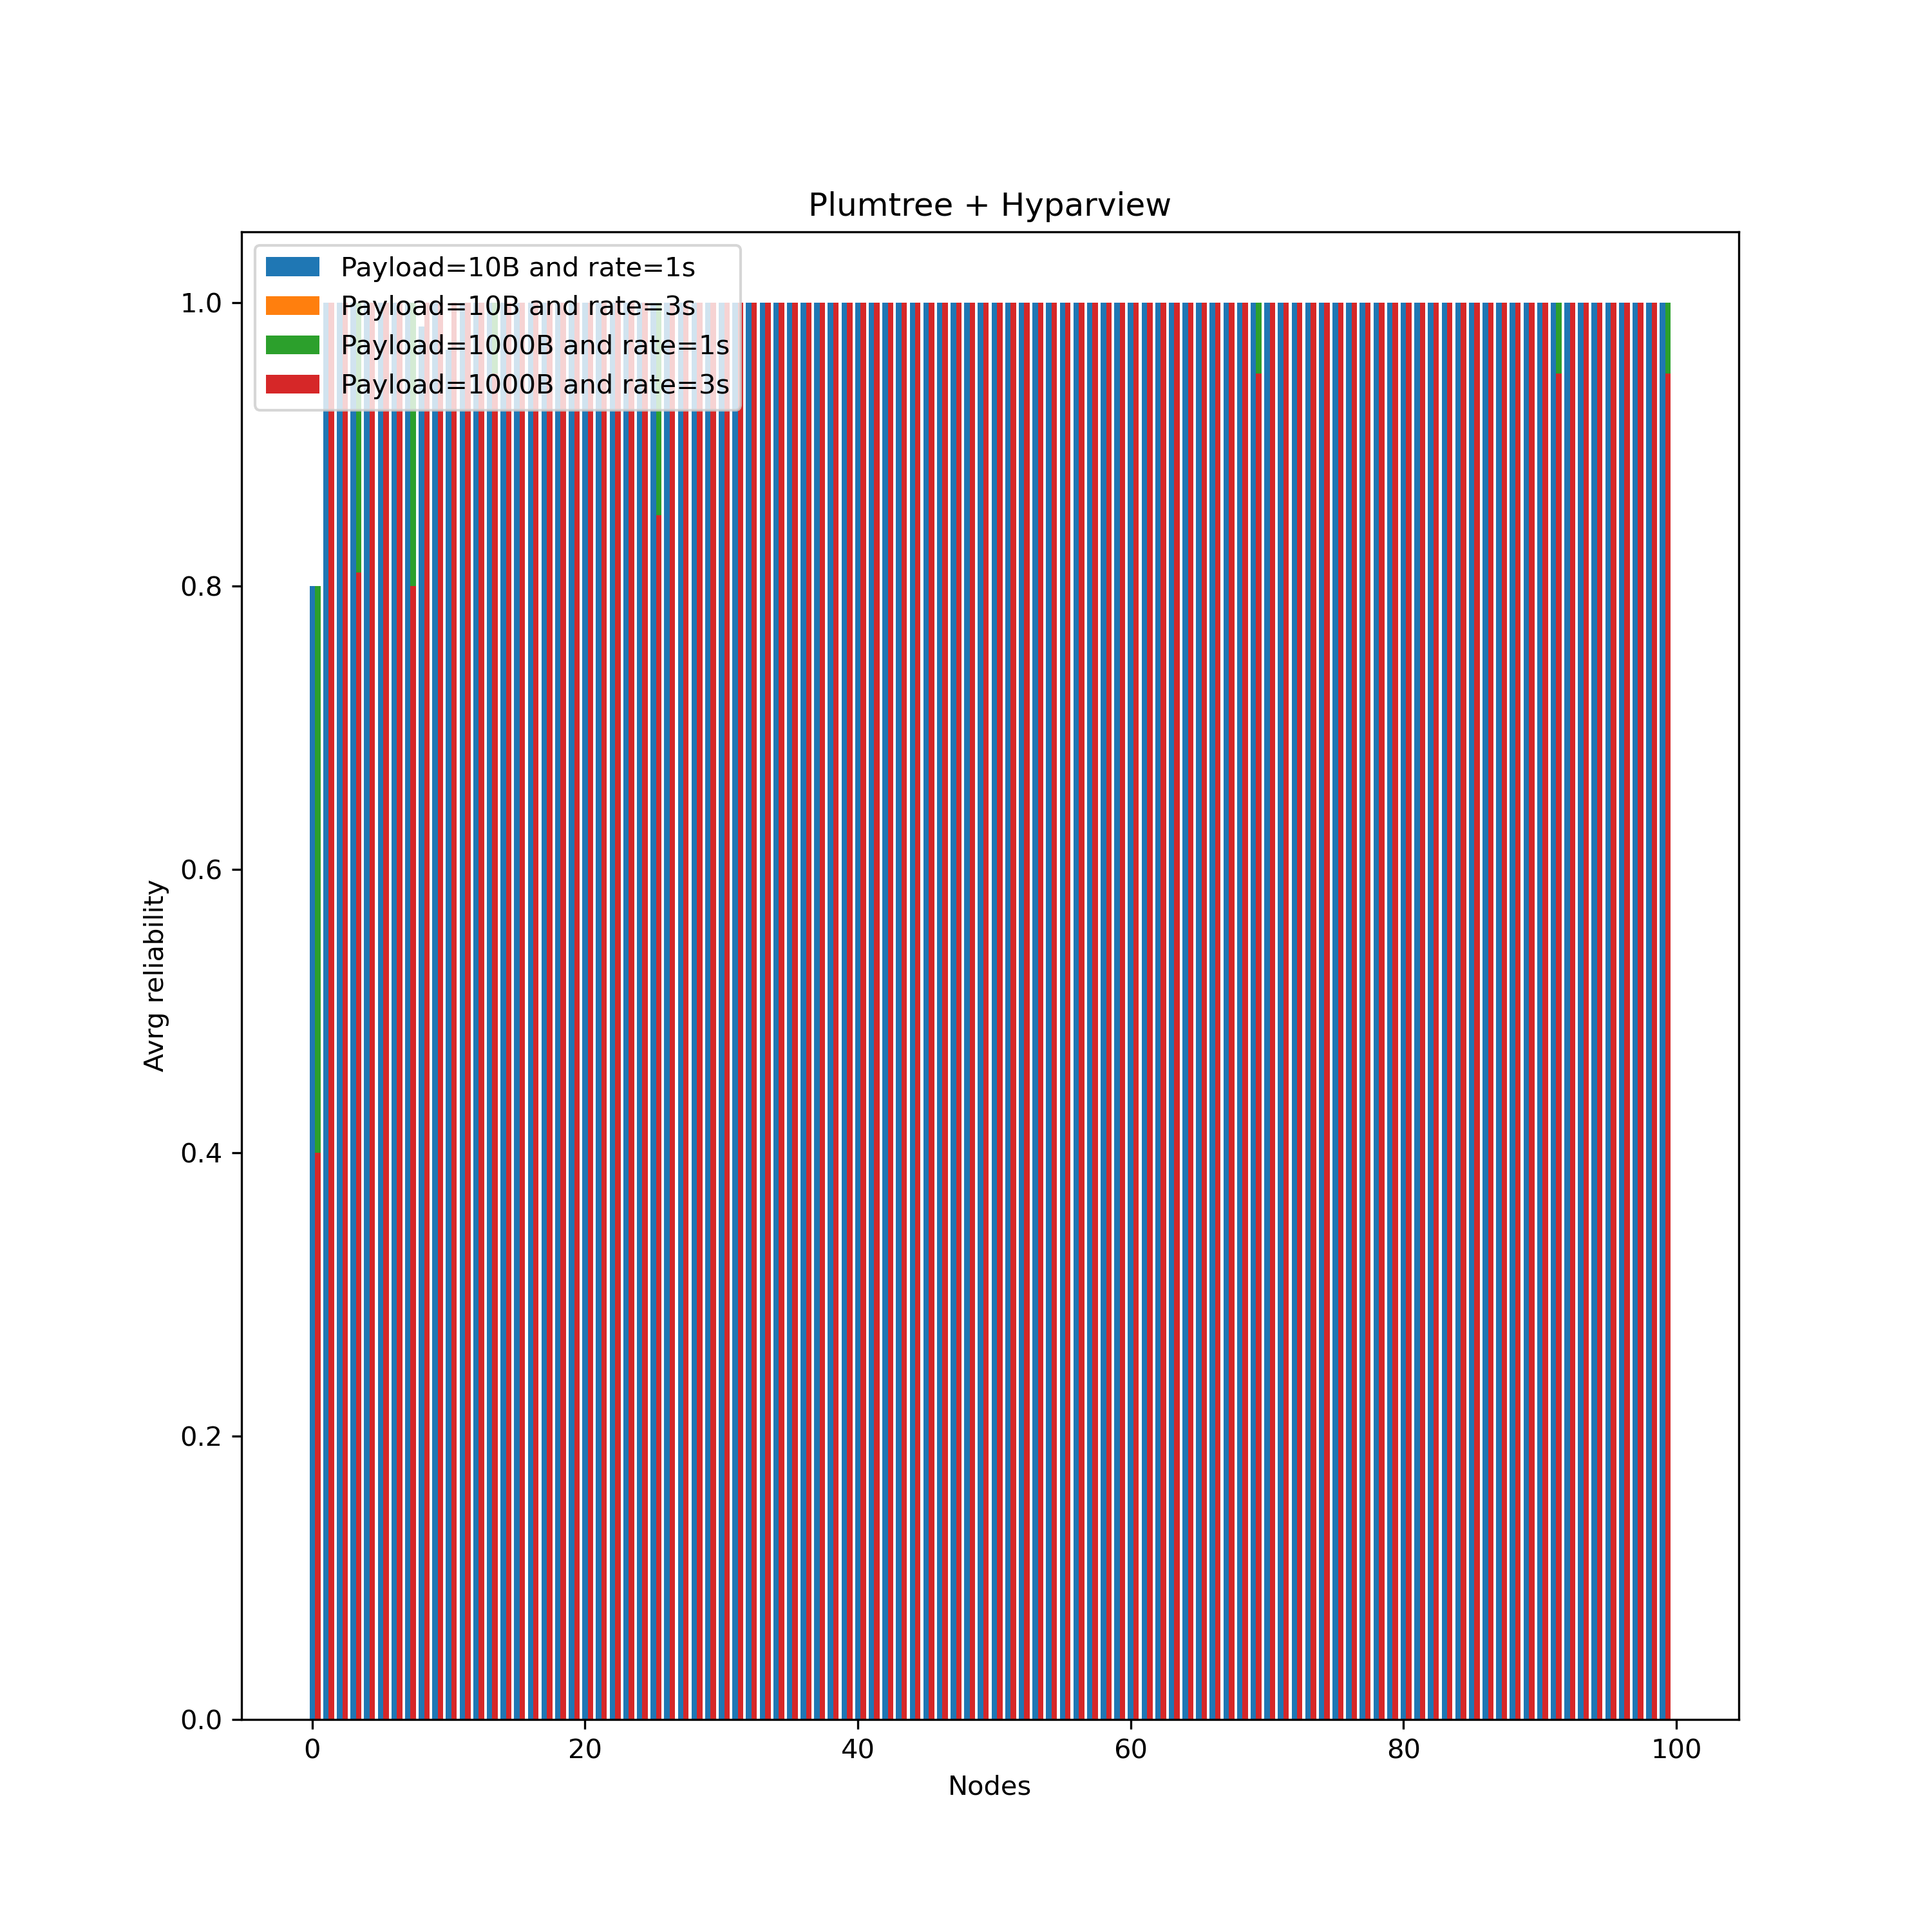 Plumtree + Hyparview
Payload=10B and rate=1s
Payload=10B and rate=3s
Payload=1000B and rate=1s
Payload=1000B and rate=3s
1.0
0.8
0.6
0.4
0.2
0.0
Avrg reliability
0 20 40 60 80 100
Nodes